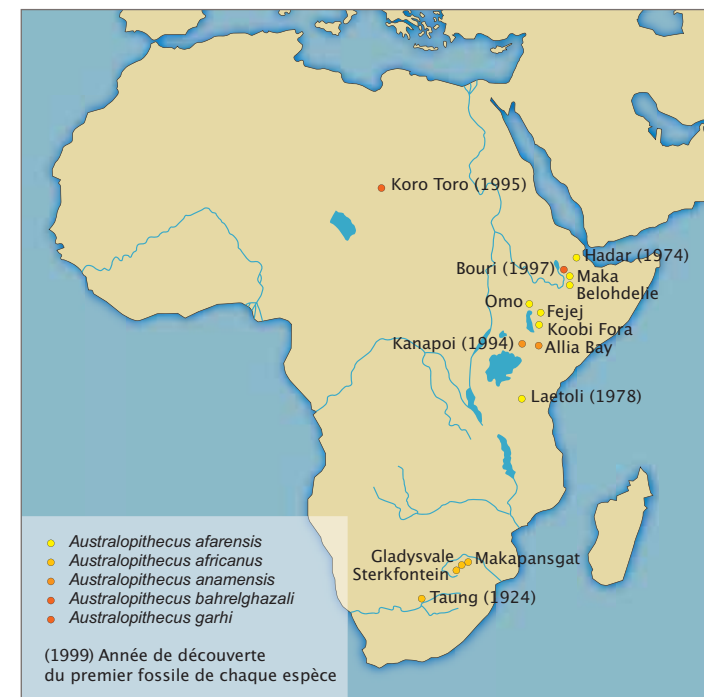 Koro Toro (1995)
Hadar (1974)
Bouri (1997)
Maka
Belohdelie
Omo
Fejej
Koobi Fora
Kanapoi (1994)
Allia Bay
Laetoli (1978)
Gladysvale
Makapansgat
Sterkfontein
Taung (1924)
Australopithecus afarensis
Australopithecus africanus
Australopithecus anamensis
Australopithecus bahrelghazali
Australopithecus garhi
(1999) Année de découverte
du premier fossile de chaque espèce